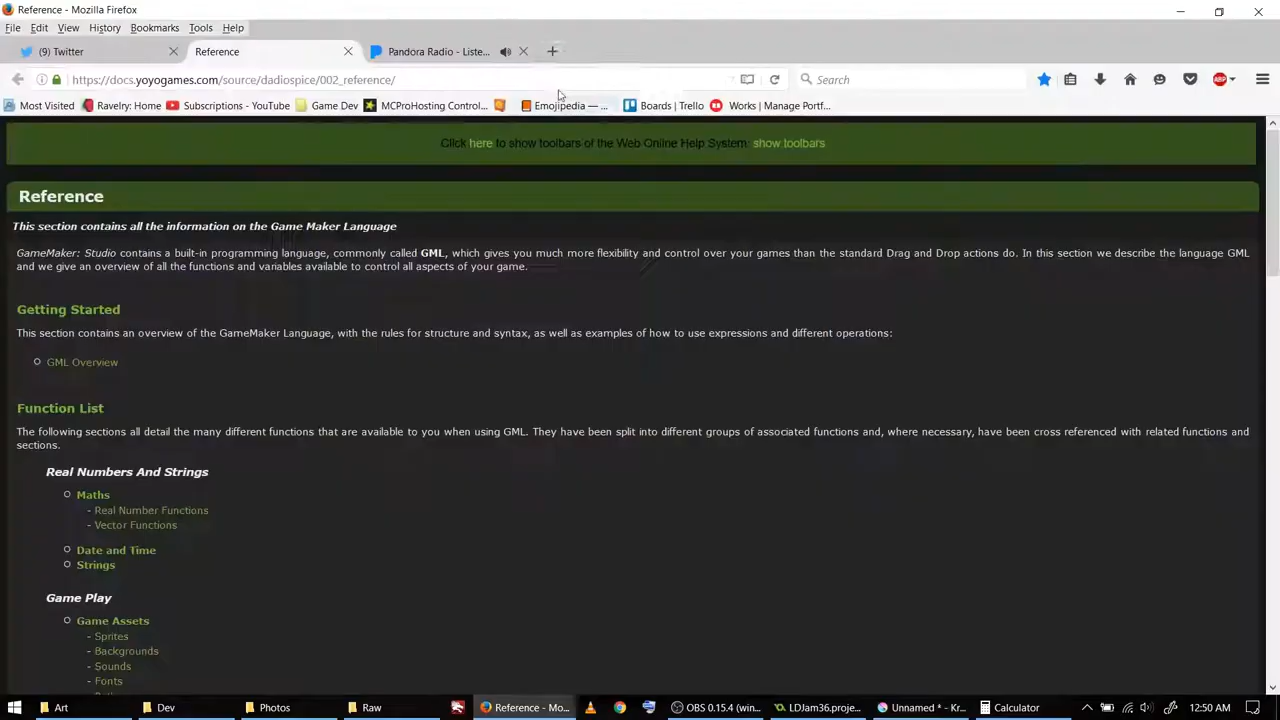 Reference - Mozilla Firefox
File Edit View History Bookmarks Tools Help
(9) Twitter Reference Pandora Radio - Liste...
https://docs.yoyogames.com/source/dadiospice/002_reference/ Search
Most Visited Ravelry: Home Subscriptions - YouTube Game Dev MCProHosting Control... Emojipedia — ... Boards | Trello Works | Manage Portf...
Click here to show toolbars of the Web Online Help System: show toolbars
Reference
This section contains all the information on the Game Maker Language
GameMaker: Studio contains a built-in programming language, commonly called GML, which gives you much more flexibility and control over your games than the standard Drag and Drop actions do. In this section we describe the language GML
and we give an overview of all the functions and variables available to control all aspects of your game.
Getting Started
This section contains an overview of the GameMaker Language, with the rules for structure and syntax, as well as examples of how to use expressions and different operations:
GML Overview
Function List
The following sections all detail the many different functions that are available to you when using GML. They have been split into different groups of associated functions and, where necessary, have been cross referenced with related functions and
sections.
Real Numbers And Strings
Maths
- Real Number Functions
- Vector Functions
Date and Time
Strings
Game Play
Game Assets
- Sprites
- Backgrounds
- Sounds
- Fonts
Art Dev Photos Raw Reference - Mo... OBS 0.15.4 (win... LDJam36.proje... Unnamed * - Kr... Calculator 12:50 AM